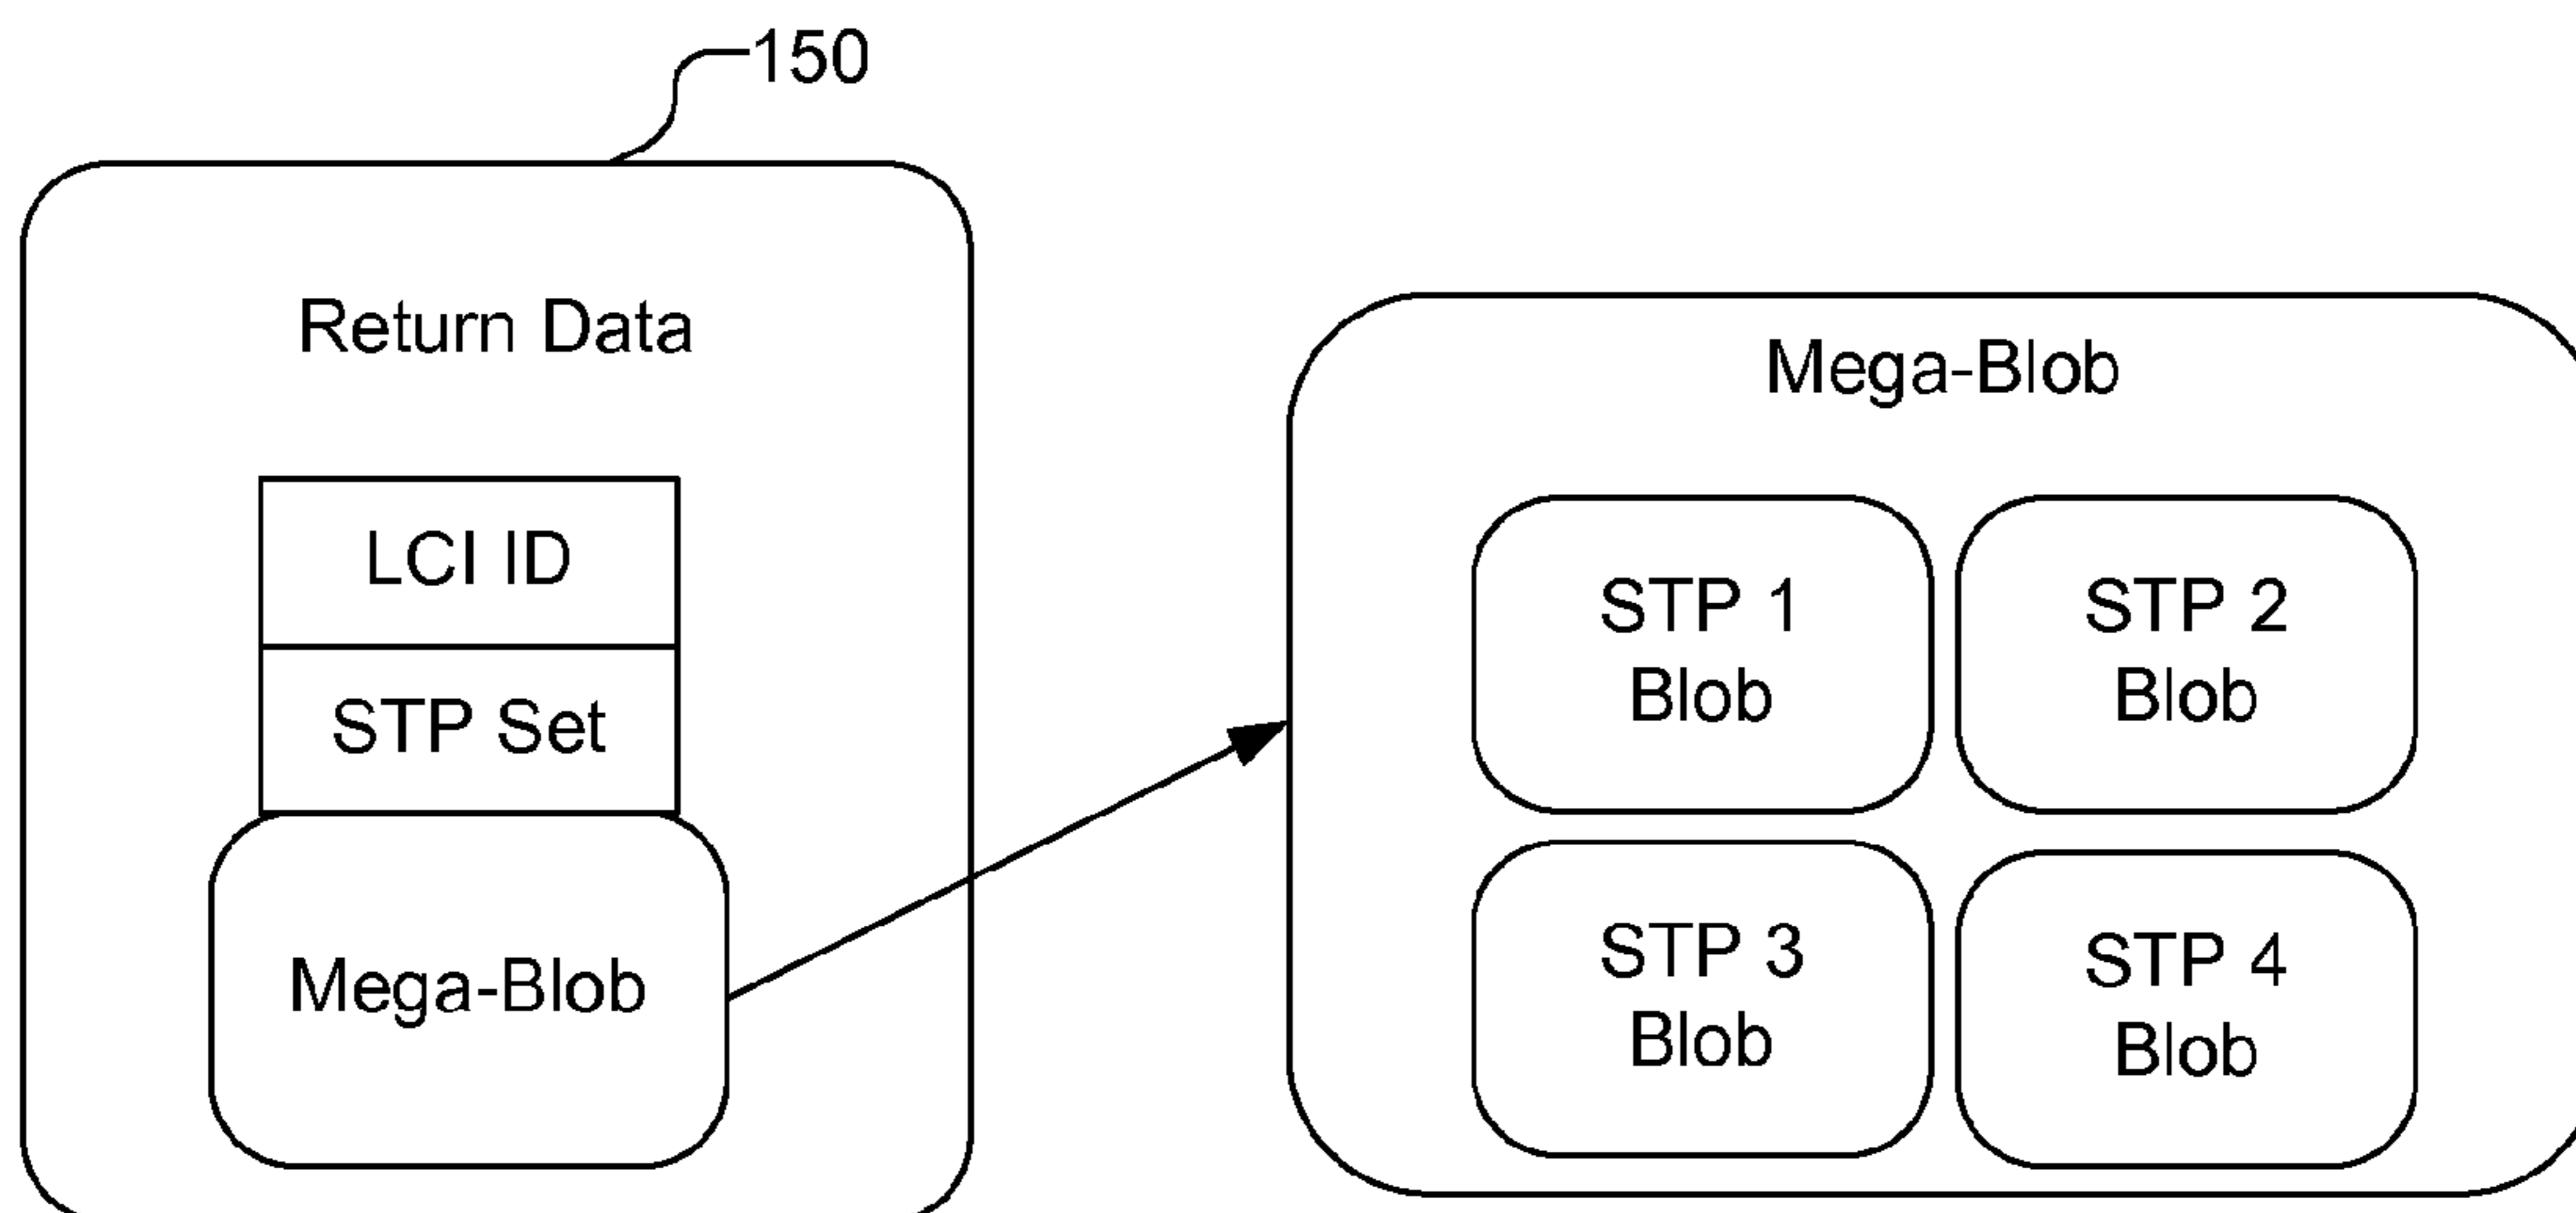 150
Return Data
LCI ID
STP Set
Mega-Blob
Mega-Blob
STP 1
Blob
STP 2
Blob
STP 3
Blob
STP 4
Blob